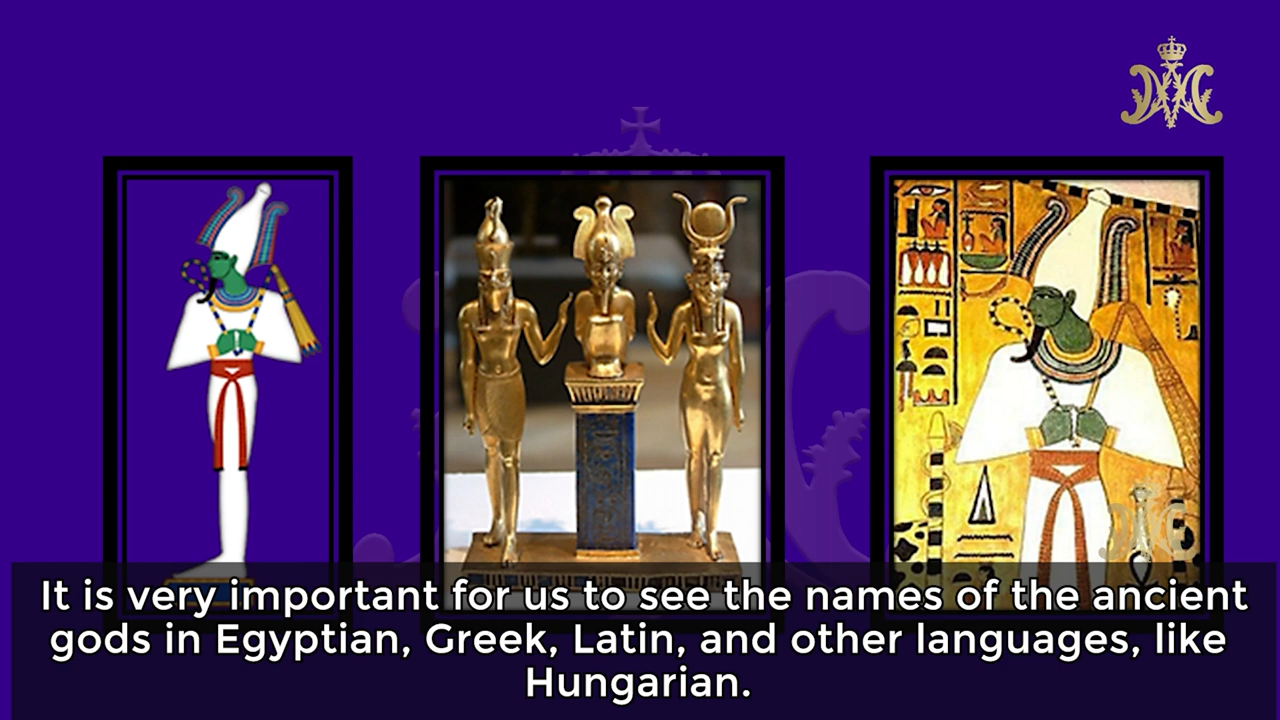 It is very important for us to see the names of the ancient
gods in Egyptian, Greek, Latin, and other languages, like
Hungarian.